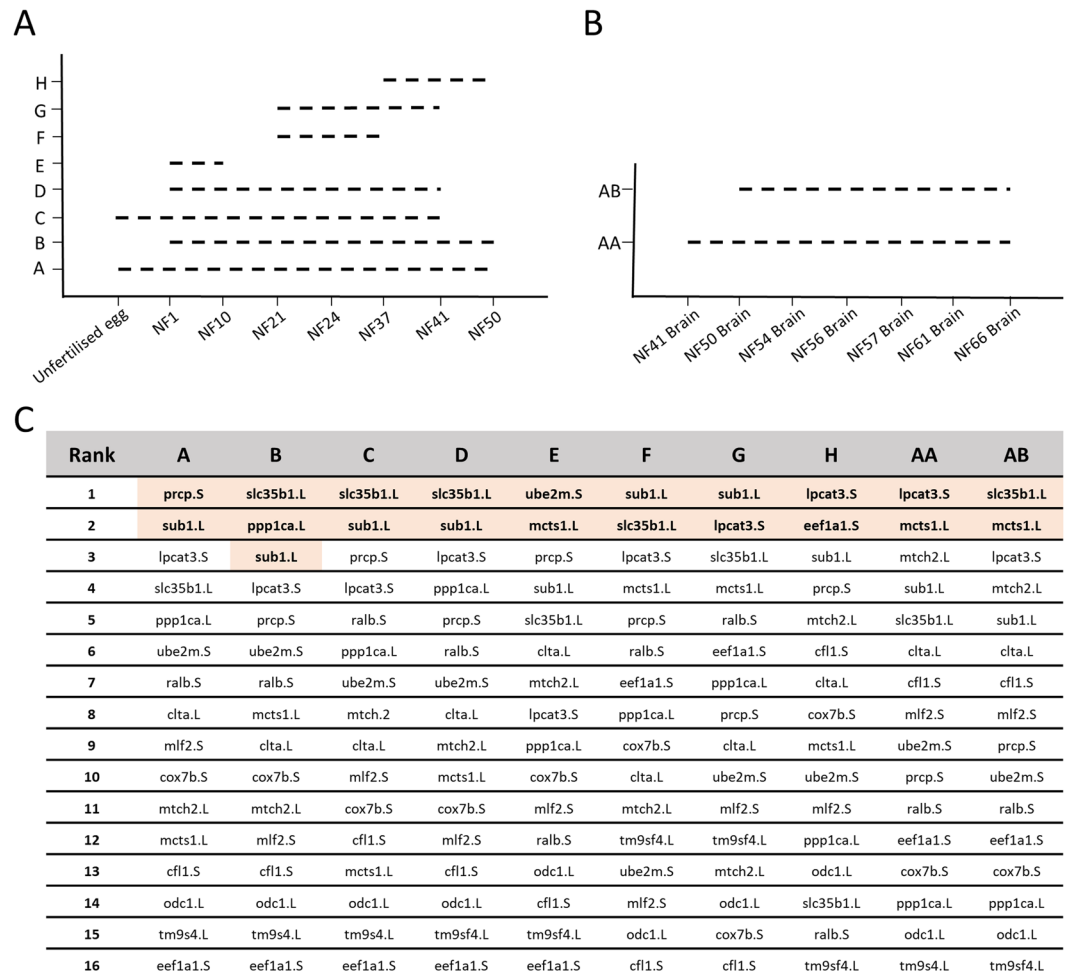 A
B
H
G
F
E
D
C
B
A
Unfertilised egg
NF1
NF10
NF21
NF24
NF37
NF41
NF50
AB
AA
NF41 Brain
NF50 Brain
NF54 Brain
NF56 Brain
NF57 Brain
NF61 Brain
NF66 Brain
C
Rank A B C D E F G H AA AB
1 prcp.S slc35b1.L slc35b1.L slc35b1.L ube2m.S sub1.L sub1.L lpcat3.S lpcat3.S slc35b1.L
2 sub1.L ppp1ca.L sub1.L sub1.L mcts1.L slc35b1.L lpcat3.S eef1a1.S mcts1.L mcts1.L
3 lpcat3.S sub1.L prcp.S lpcat3.S prcp.S lpcat3.S slc35b1.L sub1.L mtch2.L lpcat3.S
4 slc35b1.L lpcat3.S lpcat3.S ppp1ca.L sub1.L mcts1.L mcts1.L prcp.S sub1.L mtch2.L
5 ppp1ca.L prcp.S ralb.S prcp.S slc35b1.L prcp.S ralb.S mtch2.L slc35b1.L sub1.L
6 ube2m.S ube2m.S ppp1ca.L ralb.S clta.L ralb.S eef1a1.S cfl1.S clta.L clta.L
7 ralb.S ralb.S ube2m.S ube2m.S mtch2.L eef1a1.S ppp1ca.L clta.L cfl1.S cfl1.S
8 clta.L mcts1.L mtch.2 clta.L lpcat3.S ppp1ca.L prcp.S cox7b.S mlf2.S mlf2.S
9 mlf2.S clta.L clta.L mtch2.L ppp1ca.L cox7b.S clta.L mcts1.L ube2m.S prcp.S
10 cox7b.S cox7b.S mlf2.S mcts1.L cox7b.S clta.L ube2m.S ube2m.S prcp.S ube2m.S
11 mtch2.L mtch2.L cox7b.S cox7b.S mlf2.S mtch2.L mlf2.S mlf2.S ralb.S ralb.S
12 mcts1.L mlf2.S cfl1.S mlf2.S ralb.S tm9sf4.L tm9sf4.L ppp1ca.L eef1a1.S eef1a1.S
13 cfl1.S cfl1.S mcts1.L cfl1.S odc1.L ube2m.S mtch2.L odc1.L cox7b.S cox7b.S
14 odc1.L odc1.L odc1.L odc1.L cfl1.S mlf2.S odc1.L slc35b1.L ppp1ca.L ppp1ca.L
15 tm9s4.L tm9s4.L tm9s4.L tm9sf4.L tm9sf4.L odc1.L cox7b.S ralb.S odc1.L odc1.L
16 eef1a1.S eef1a1.S eef1a1.S eef1a1.S eef1a1.S cfl1.S cfl1.S tm9sf4.L tm9s4.L tm9sf4.L